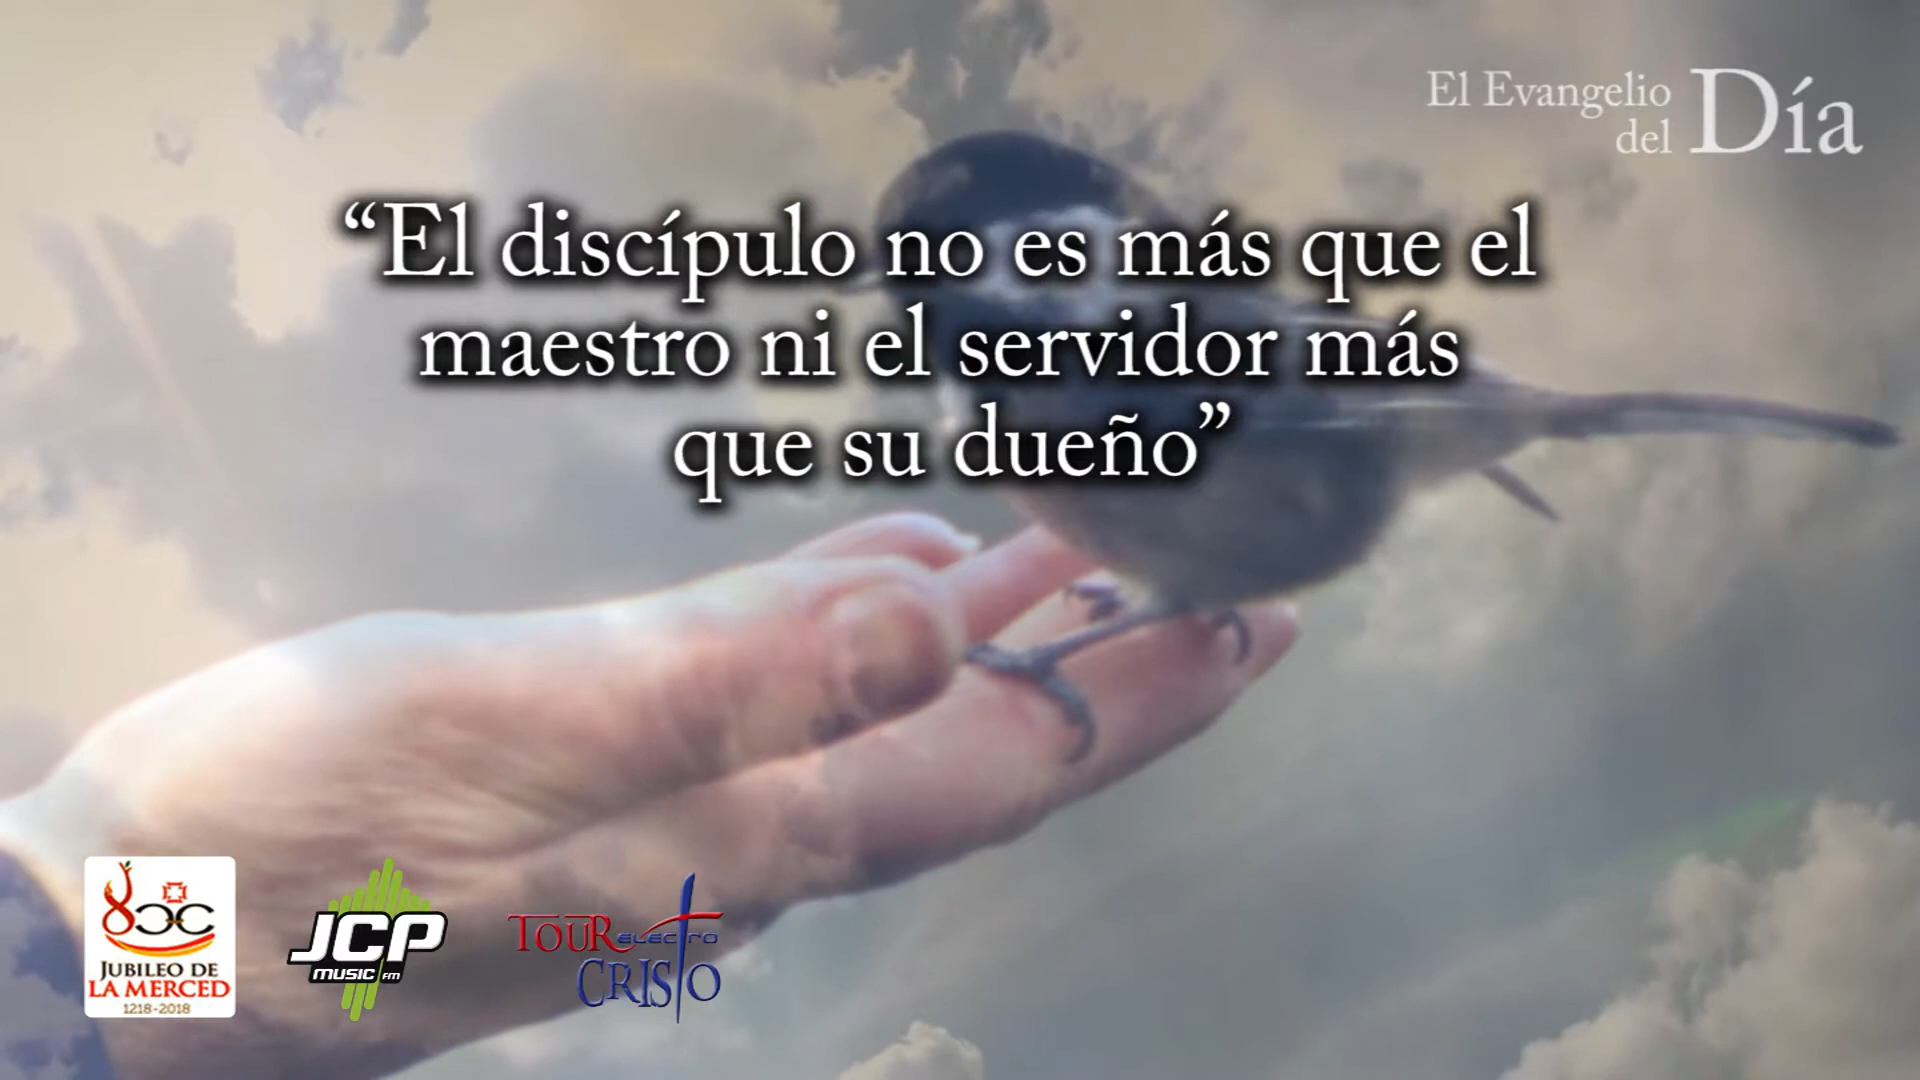 El Evangelio
del Día
“El discípulo no es más que el
maestro ni el servidor más
que su dueño”
JUBILEO DE
LA MERCED
1218-2018
JCP
MUSIC FM
TOUR ELECTRO
CRISTO